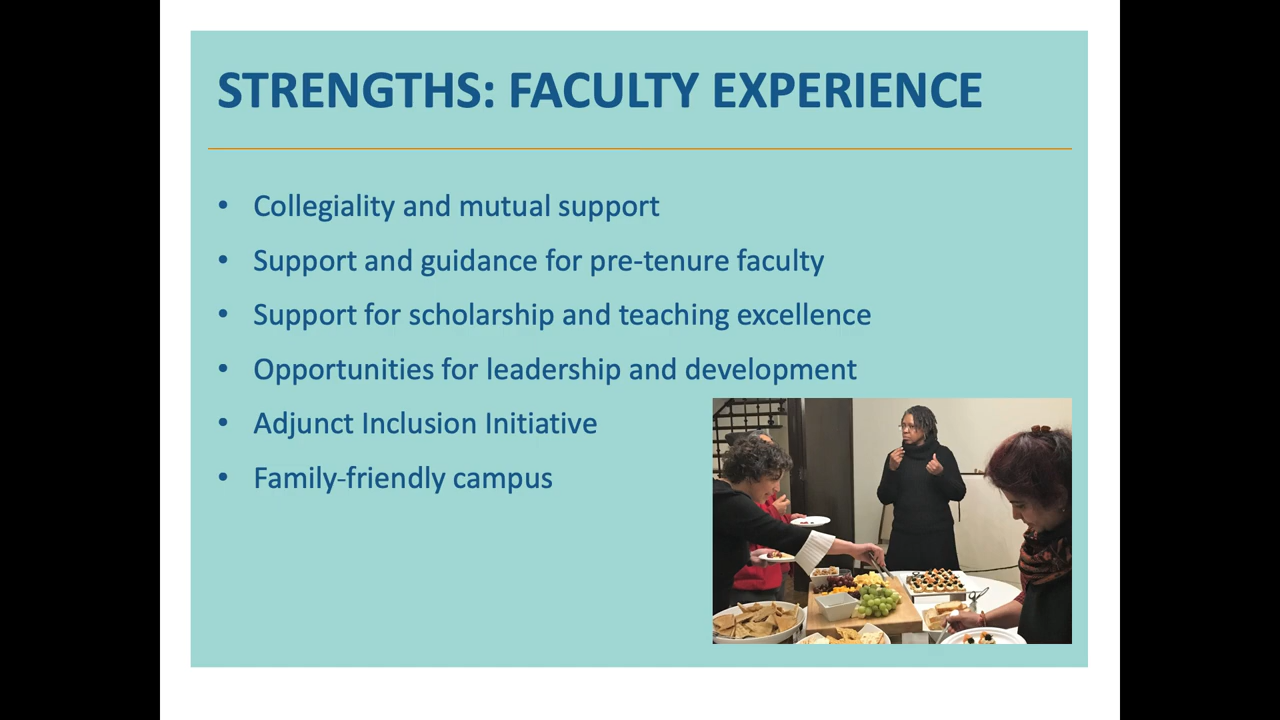 STRENGTHS: FACULTY EXPERIENCE
• Collegiality and mutual support
• Support and guidance for pre-tenure faculty
• Support for scholarship and teaching excellence
• Opportunities for leadership and development
• Adjunct Inclusion Initiative
• Family-friendly campus